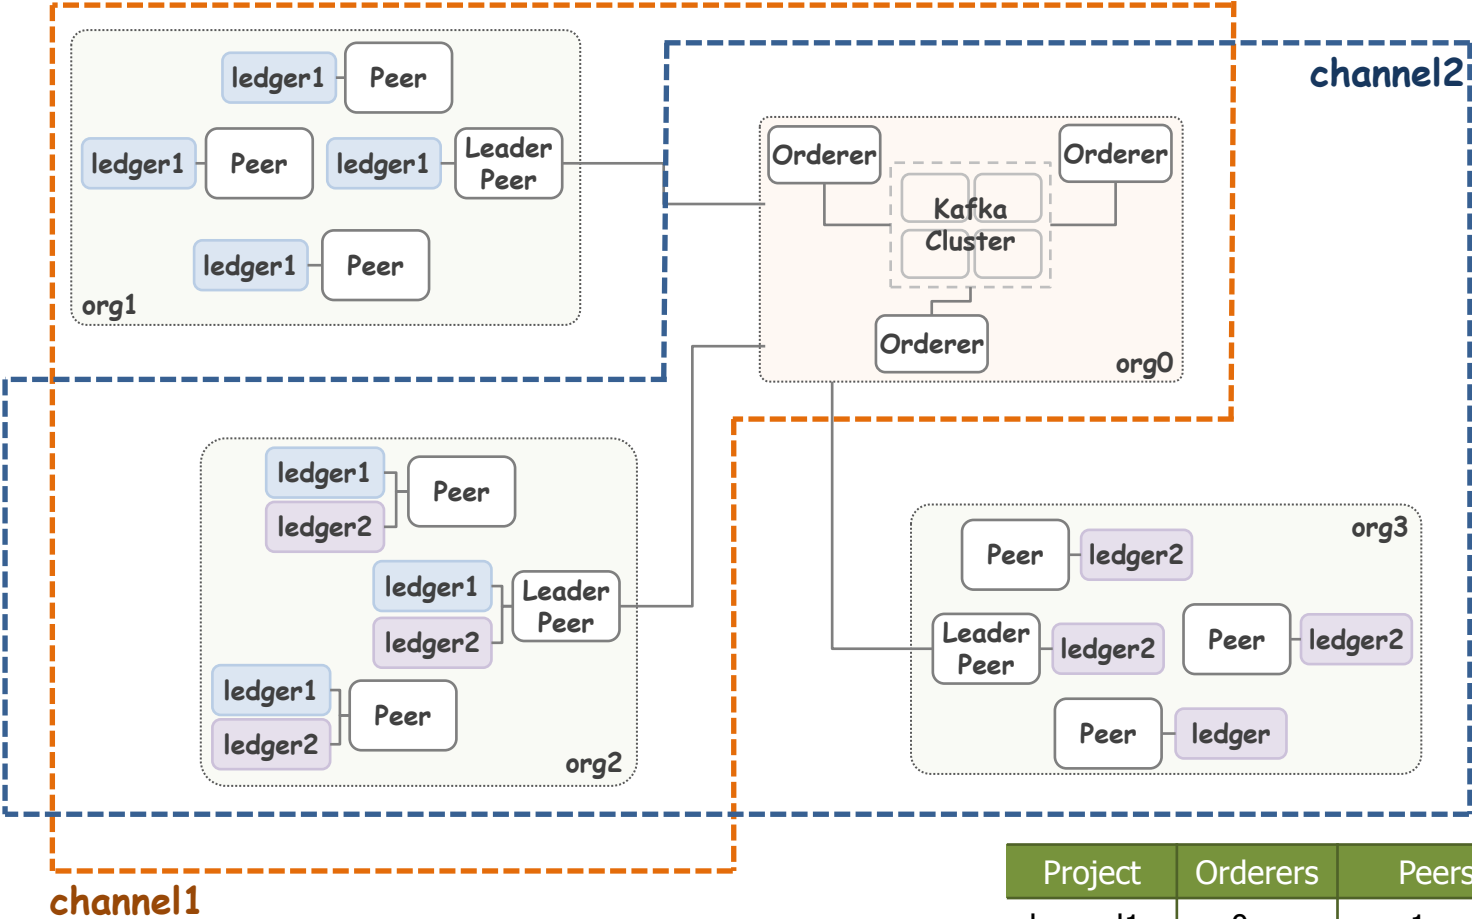 channel2
ledger1
Peer
ledger1
Peer
ledger1
Leader
Peer
ledger1
Peer
org1
Orderer
Orderer
Kafka
Cluster
Orderer
org0
ledger1
ledger2
Peer
ledger1
ledger2
Leader
Peer
ledger1
ledger2
Peer
org2
org3
Peer
ledger2
Leader
Peer
ledger2
Peer
ledger2
Peer
ledger
channel1
Project
Orderers
Peers